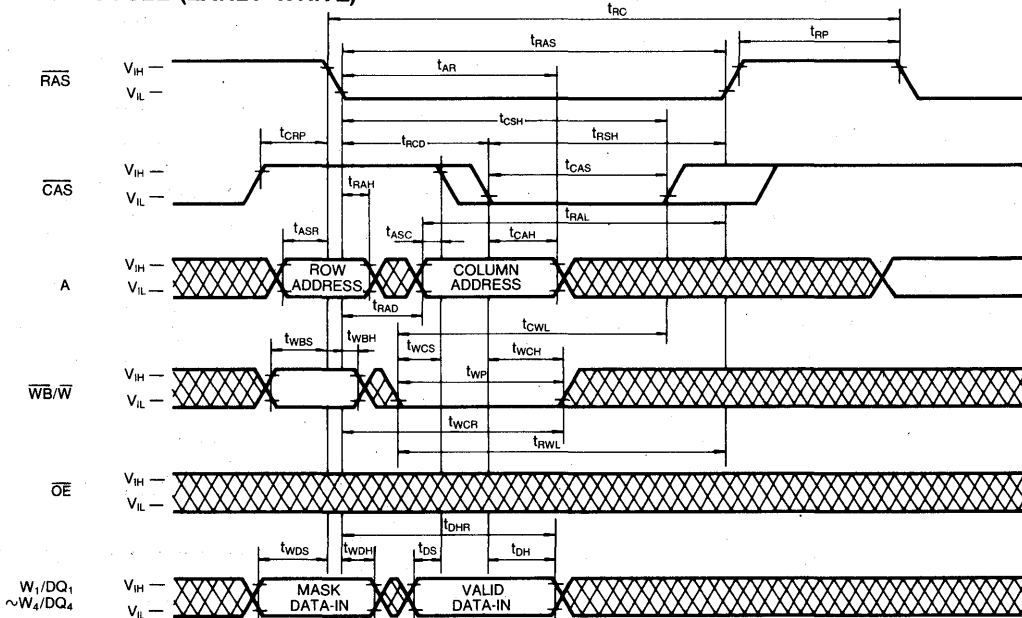 tRC
tRP
tRAS
tAR
RAS
VIH
VIL
tCSH
tCRP
tRCD
tRSH
tCAS
CAS
VIH
VIL
tRAH
tRAL
tASR
tASC
tCAH
A
VIH
VIL
ROW
ADDRESS
COLUMN
ADDRESS
tRAD
tCWL
tWBS
tWBH
tWCS
tWCH
tWP
WB/W
VIH
VIL
tWCR
tRWL
OE
VIH
VIL
tDHR
tWDS
tWDH
tDS
tDH
W1/DQ1
~W4/DQ4
VIH
VIL
MASK
DATA-IN
VALID
DATA-IN